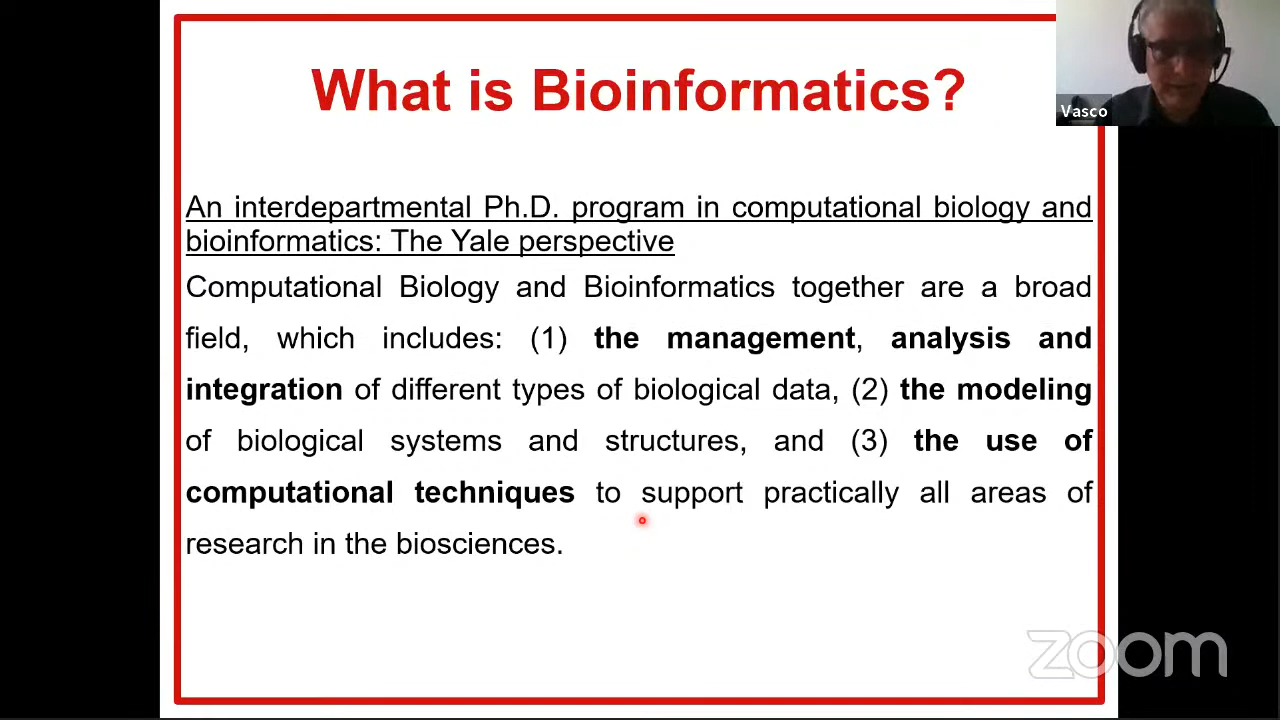 What is Bioinformatics?
Vasco
An interdepartmental Ph.D. program in computational biology and
bioinformatics: The Yale perspective
Computational Biology and Bioinformatics together are a broad
field, which includes: (1) the management, analysis and
integration of different types of biological data, (2) the modeling
of biological systems and structures, and (3) the use of
computational techniques to support practically all areas of
research in the biosciences.
zoom